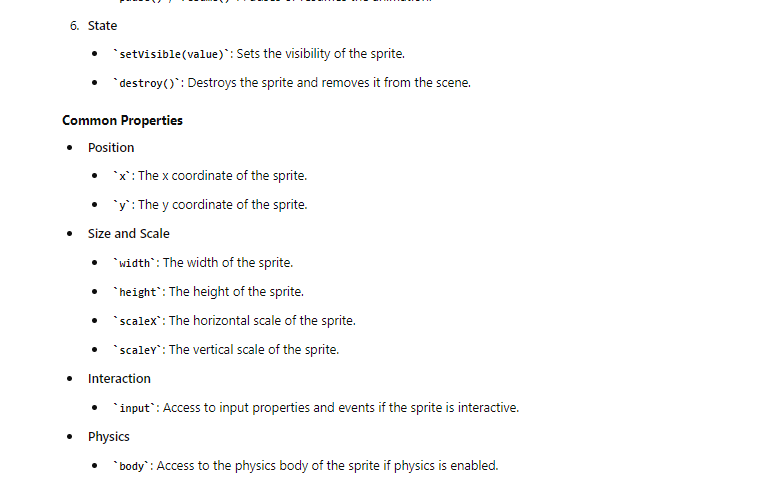 6. State
• `setVisible(value)`: Sets the visibility of the sprite.
• `destroy()`: Destroys the sprite and removes it from the scene.
Common Properties
• Position
• `x`: The x coordinate of the sprite.
• `y`: The y coordinate of the sprite.
• Size and Scale
• `width`: The width of the sprite.
• `height`: The height of the sprite.
• `scaleX`: The horizontal scale of the sprite.
• `scaleY`: The vertical scale of the sprite.
• Interaction
• `input`: Access to input properties and events if the sprite is interactive.
• Physics
• `body`: Access to the physics body of the sprite if physics is enabled.